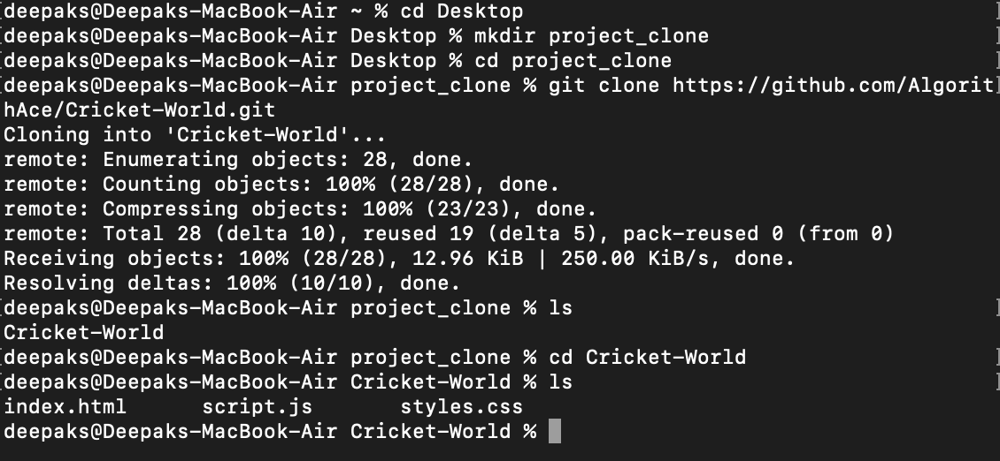 [deepaks@Deepaks-MacBook-Air ~ % cd Desktop ]
[deepaks@Deepaks-MacBook-Air Desktop % mkdir project_clone ]
[deepaks@Deepaks-MacBook-Air Desktop % cd project_clone ]
[deepaks@Deepaks-MacBook-Air project_clone % git clone https://github.com/Algorit]
hAce/Cricket-World.git
Cloning into 'Cricket-World'...
remote: Enumerating objects: 28, done.
remote: Counting objects: 100% (28/28), done.
remote: Compressing objects: 100% (23/23), done.
remote: Total 28 (delta 10), reused 19 (delta 5), pack-reused 0 (from 0)
Receiving objects: 100% (28/28), 12.96 KiB | 250.00 KiB/s, done.
Resolving deltas: 100% (10/10), done.
[deepaks@Deepaks-MacBook-Air project_clone % ls ]
Cricket-World
[deepaks@Deepaks-MacBook-Air project_clone % cd Cricket-World ]
[deepaks@Deepaks-MacBook-Air Cricket-World % ls ]
index.html script.js styles.css
deepaks@Deepaks-MacBook-Air Cricket-World %